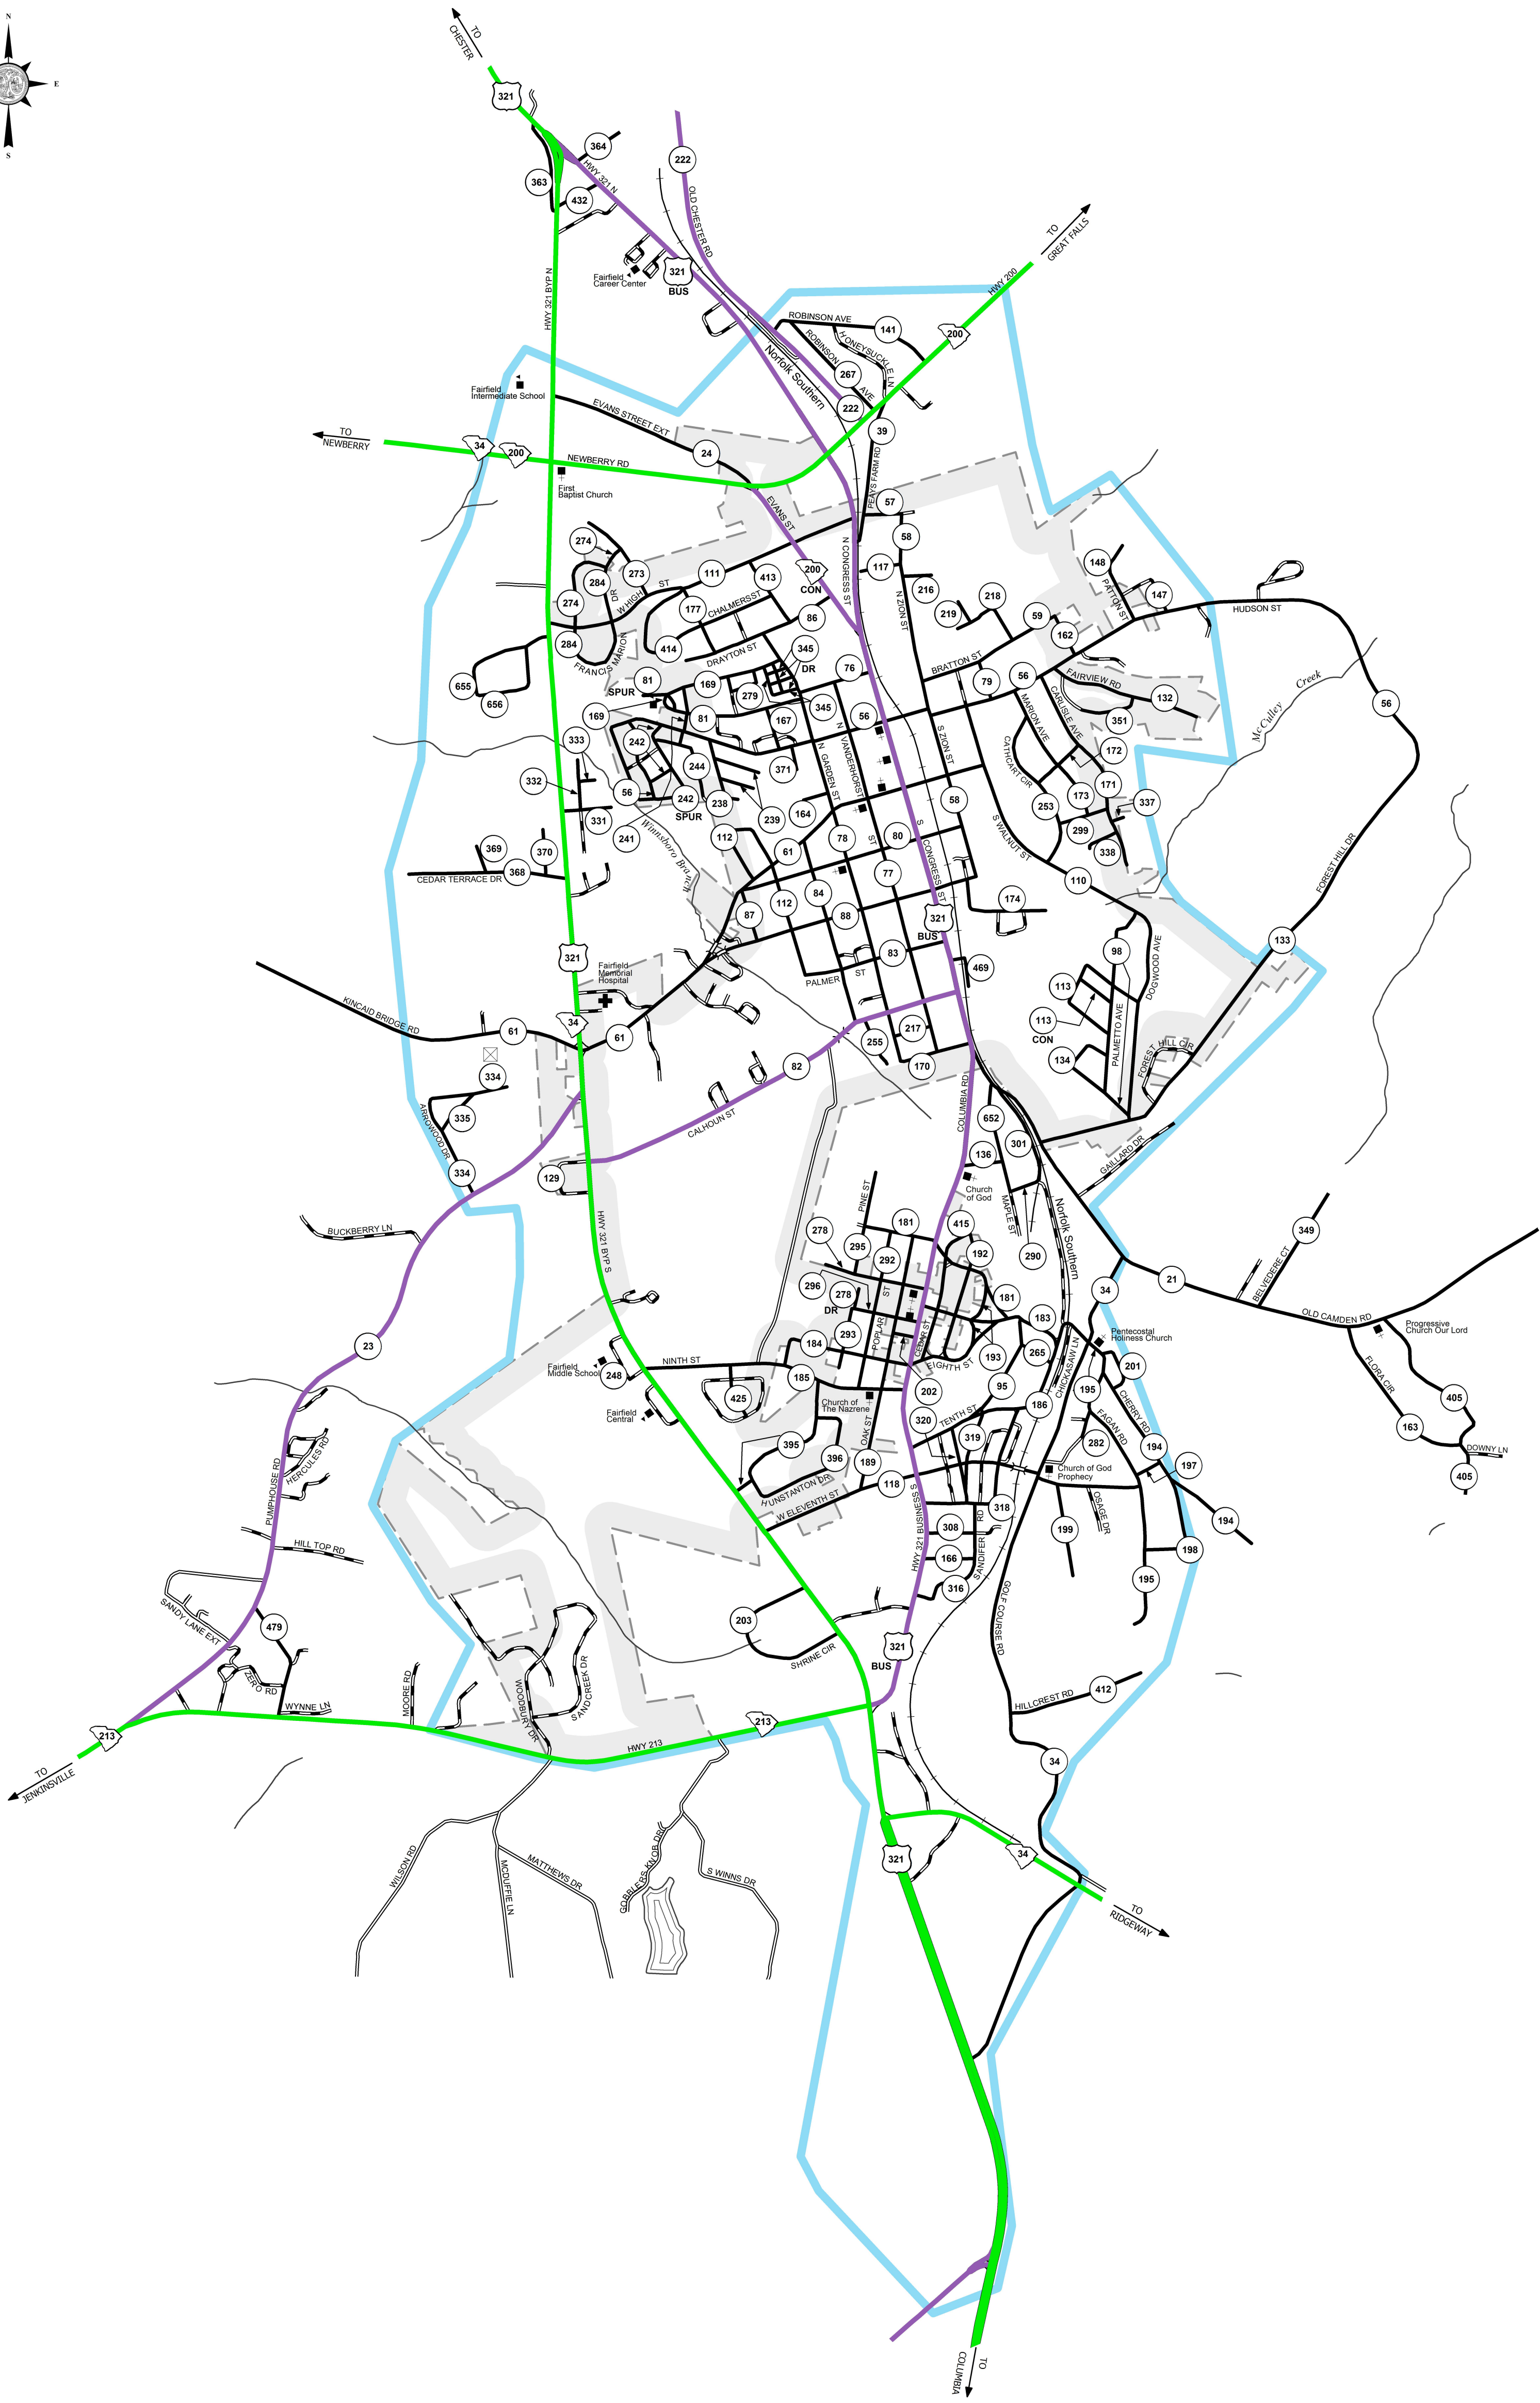 N
E
S
TO
CHESTER
321
364
363
432
HWY 321 N
222
OLD CHESTER RD
TO
GREAT FALLS
HWY 200
HWY 321 BYP N
Fairfield
Career Center
321
BUS
ROBINSON AVE
141
200
HONEYSUCKLE LN
ROBINSON AVE
267
Norfolk Southern
222
Fairfield
Intermediate School
EVANS STREET EXT
24
39
TO
NEWBERRY
34
200
NEWBERRY RD
PEAYS FARM RD
First
Baptist Church
EVANS ST
57
58
N CONGRESS ST
274
284
273
W HIGH ST
111
413
200
CON
117
216
148
PATTON ST
147
HUDSON ST
274
DR
177
CHALMERS ST
86
N ZION ST
219
218
59
162
284
FRANCIS MARION
414
DRAYTON ST
345
DR
76
BRATTON ST
79
56
FAIRVIEW RD
132
McCulley Creek
56
655
656
81
SPUR
169
279
169
81
167
345
56
351
333
242
244
371
N GARDEN ST
N VANDERHORST ST
S ZION ST
MARION AVE
CARLISLE AVE
172
CATHCART CIR
332
56
242
SPUR
238
239
164
58
253
173
171
337
331
241
Winnsboro Branch
112
61
78
80
S CONGRESS ST
S WALNUT ST
299
338
369
370
368
CEDAR TERRACE DR
77
110
FOREST HILL DR
84
112
87
88
174
321
BUS
321
Fairfield
Memorial
Hospital
83
PALMER ST
469
98
DOGWOOD AVE
133
113
KINCAID BRIDGE RD
61
34
61
217
255
113
CON
PALMETTO AVE
FOREST HILL CIR
134
334
335
170
82
COLUMBIA RD
ARROWOOD DR
CALHOUN ST
652
301
GAILLARD DR
334
129
136
Church
of God
MAPLE ST
Norfolk Southern
PINE ST
BUCKBERRY LN
HWY 321 BYP S
278
295
181
292
415
192
290
349
BELVEDERE CT
21
296
278
DR
ST
34
181
OLD CAMDEN RD
Progressive
Church Our Lord
23
184
293
POPLAR
CEDAR ST
183
Pentecostal
Holiness Church
EIGHTH ST
193
265
CHICKASAW LN
201
Fairfield
Middle School
248
NINTH ST
185
202
95
FLORA CIR
405
425
Church of
The Nazrene
195
CHERRY RD
Fairfield
Central
320
TENTH ST
186
FAGAN RD
163
OAK ST
319
282
194
DOWNY LN
395
396
189
Church of God
Prophecy
197
405
HERCULES RD
PUMPHOUSE RD
HUNSTANTON DR
W ELEVENTH ST
118
318
OSAGE DR
194
HWY 321 BUSINESS S
308
SANDIFER RD
199
198
HILL TOP RD
166
195
316
SANDY LANE EXT
479
203
SHRINE CIR
GOLF COURSE RD
321
BUS
ZERO RD
WYNNE LN
MOORE RD
WOODBURY DR
SANDCREEK DR
HILLCREST RD
412
213
213
HWY 213
TO
JENKINSVILLE
34
WILSON RD
MCDUFFIE LN
MATTHEWS DR
GOBBLERS KNOB DR
S WINNS DR
321
34
TO
RIDGEWAY
TO
COLUMBIA